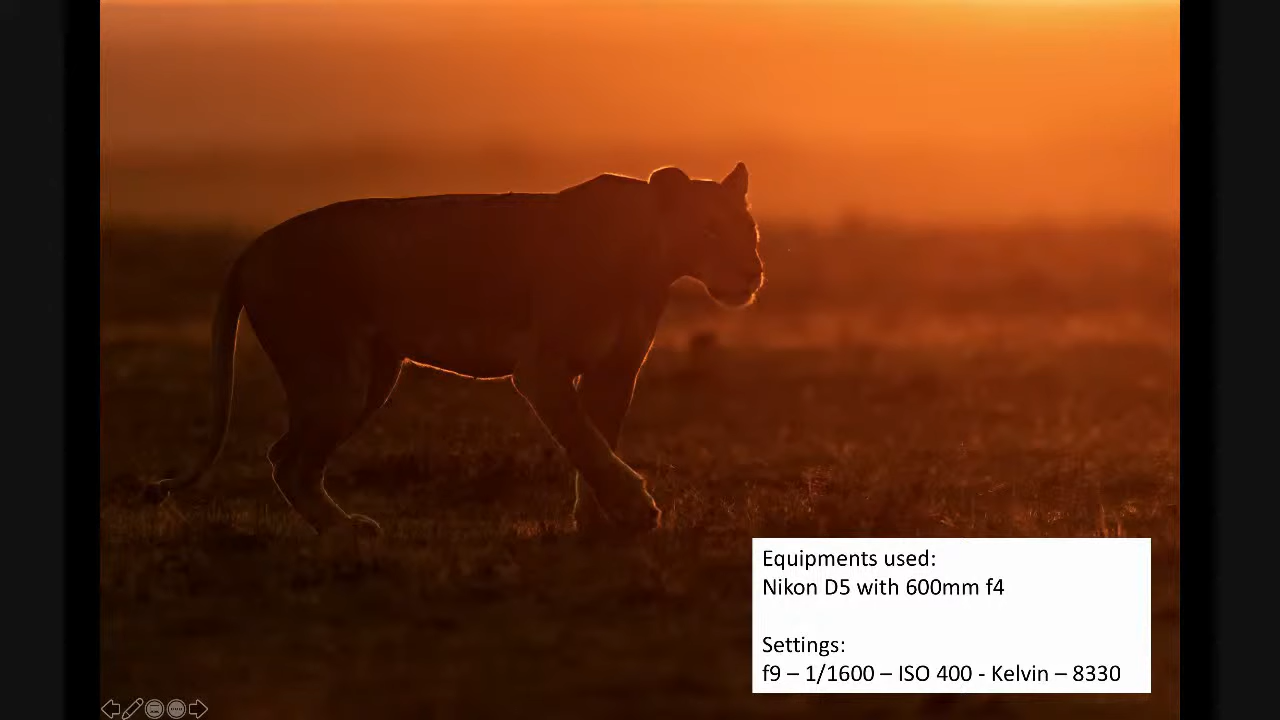 Equipments used:
Nikon D5 with 600mm f4
Settings:
f9 – 1/1600 – ISO 400 - Kelvin – 8330